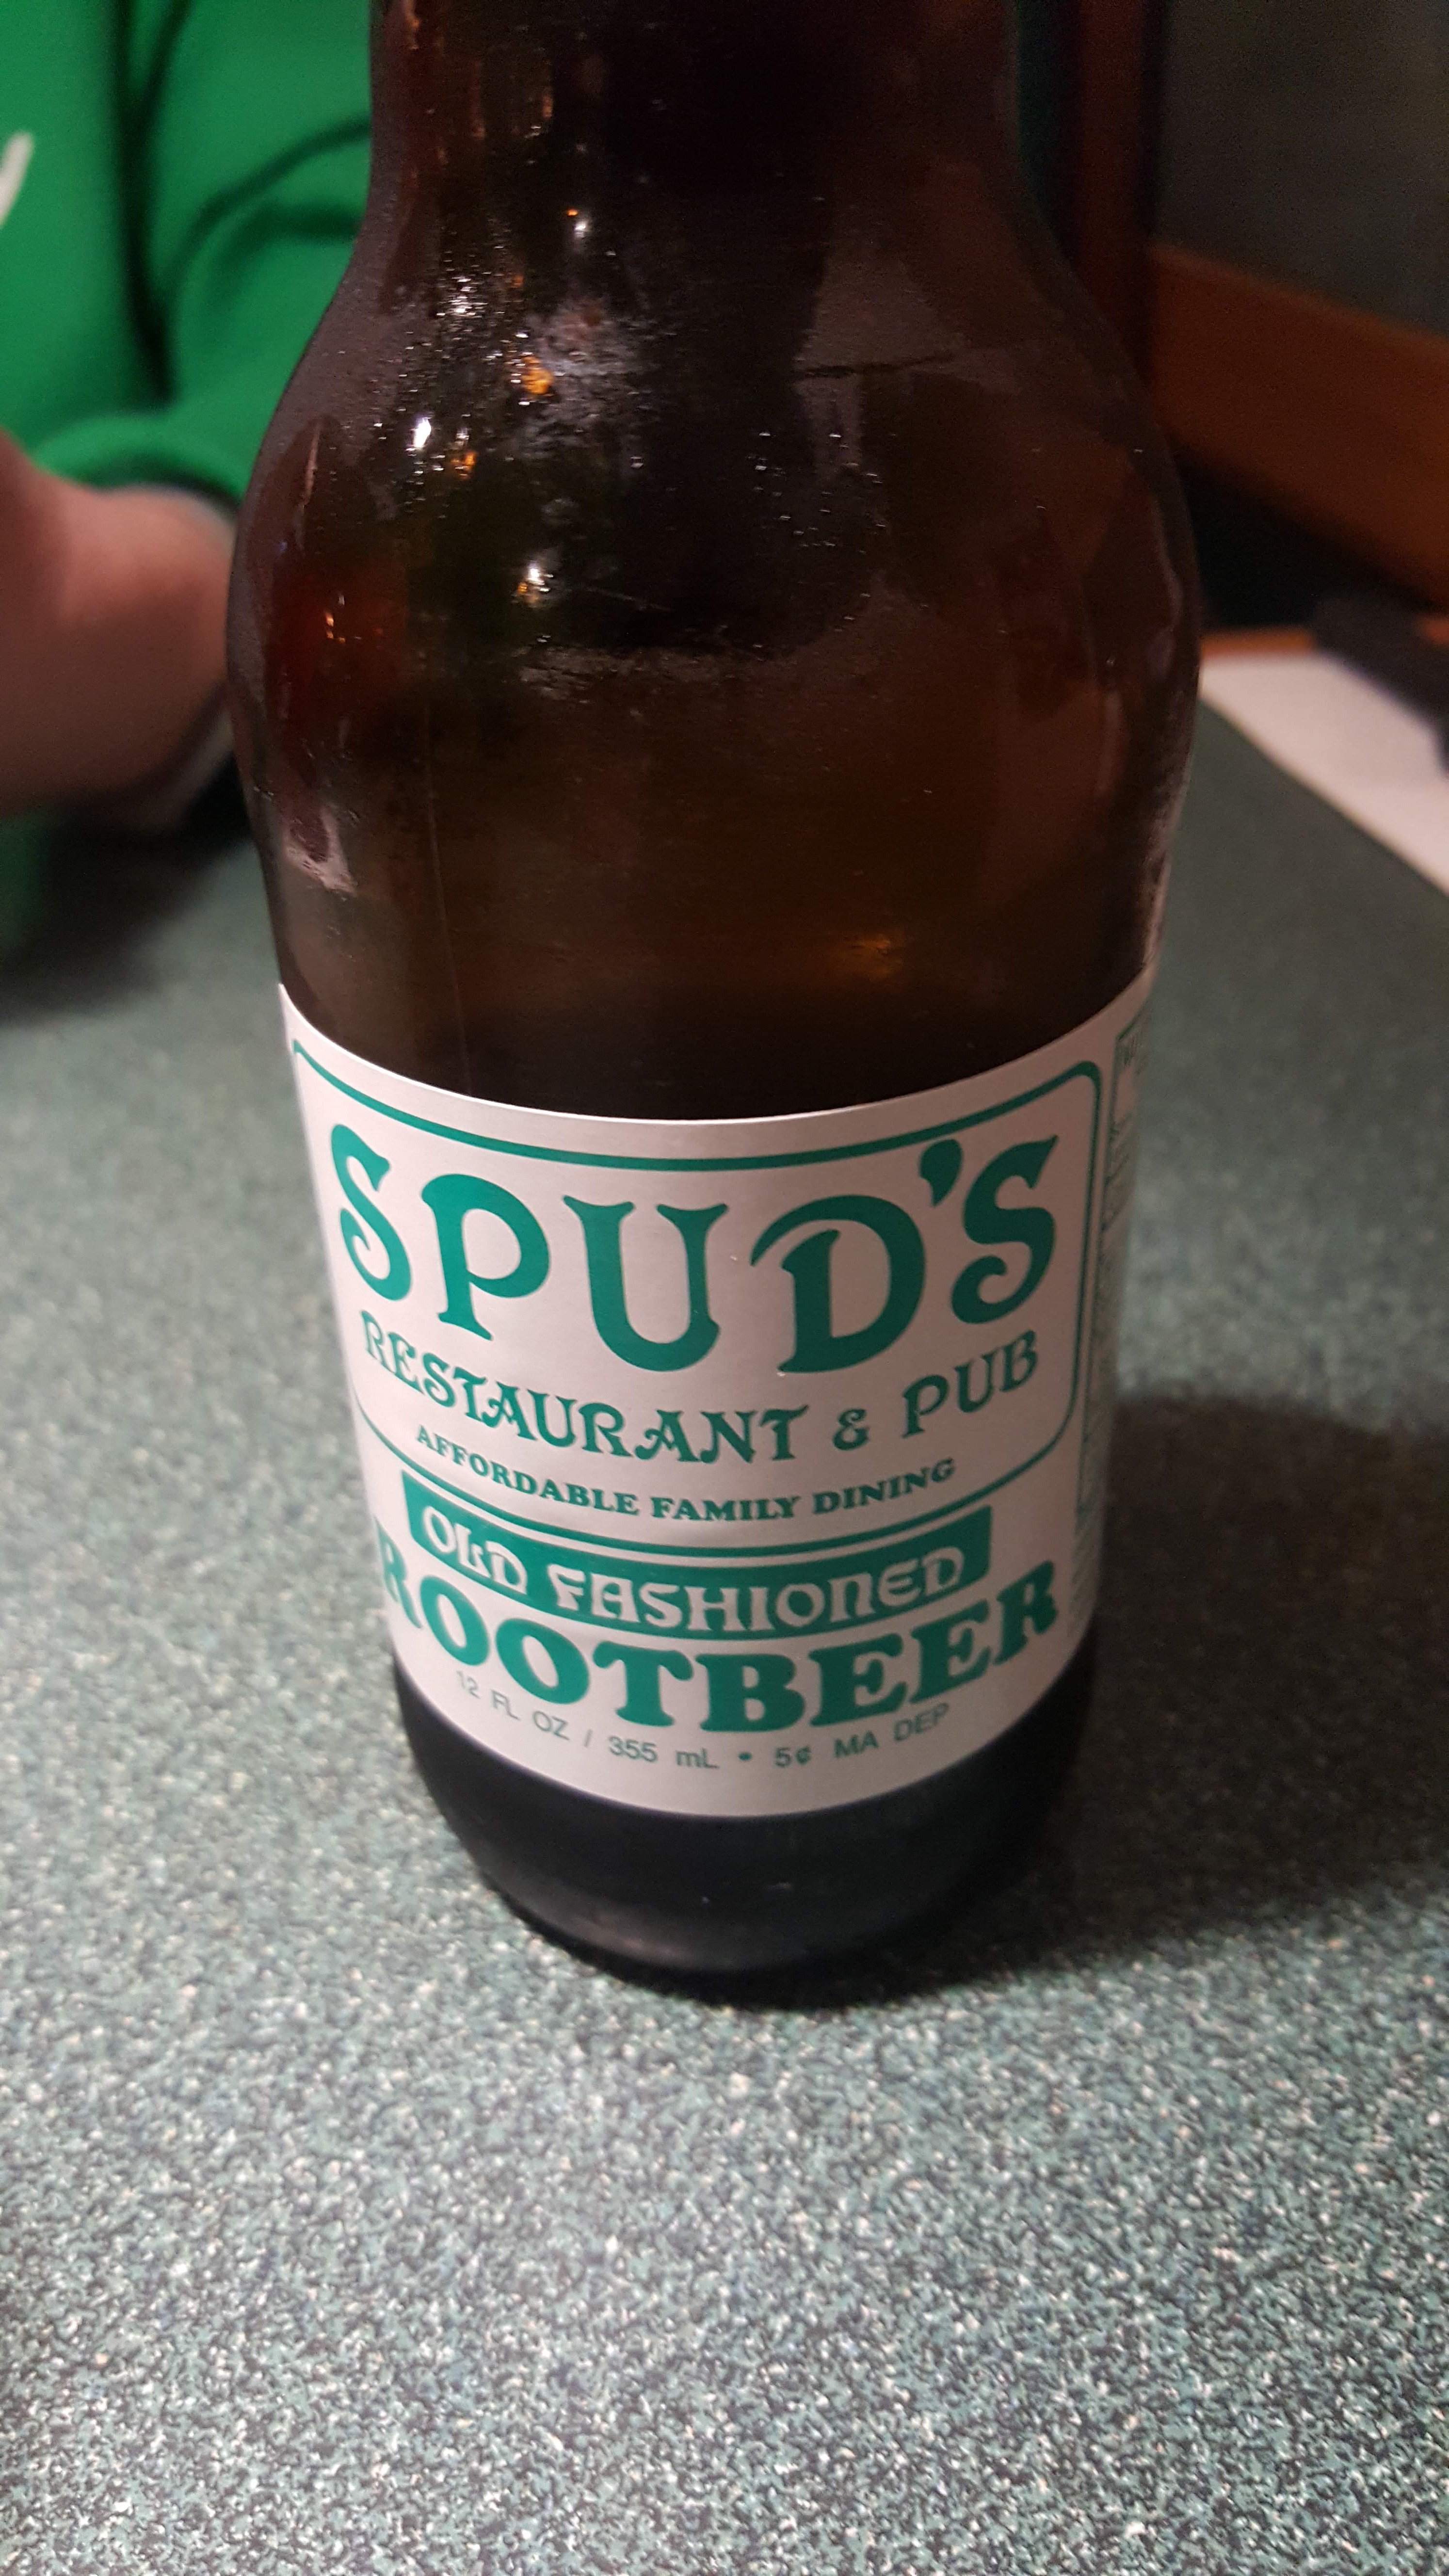 SPUD'S
RESTAURANT & PUB
AFFORDABLE FAMILY DINING
OLD FASHIONED
ROOTBEER
12 FL OZ / 355 mL • 5¢ MA DEP